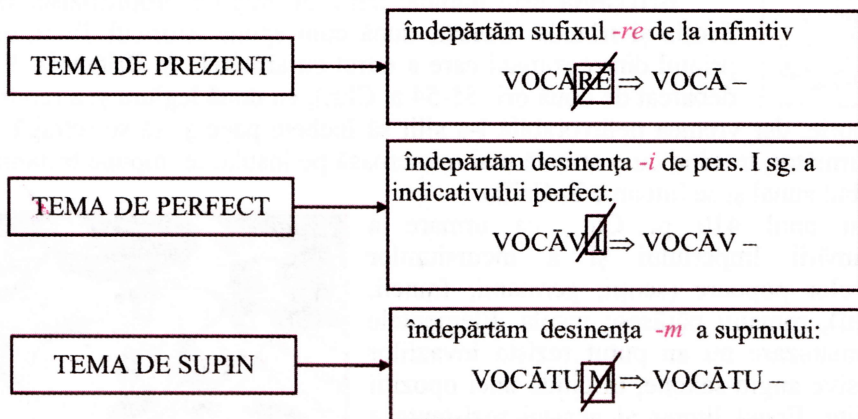 îndepărtăm sufixul -re de la infinitiv
TEMA DE PREZENT
VOCĀRE ⇒ VOCĀ –
îndepărtăm desinența -i de pers. I sg. a
indicativului perfect:
TEMA DE PERFECT
VOCĀVI ⇒ VOCĀV –
îndepărtăm desinența -m a supinului:
TEMA DE SUPIN
VOCĀTUM ⇒ VOCĀTU –